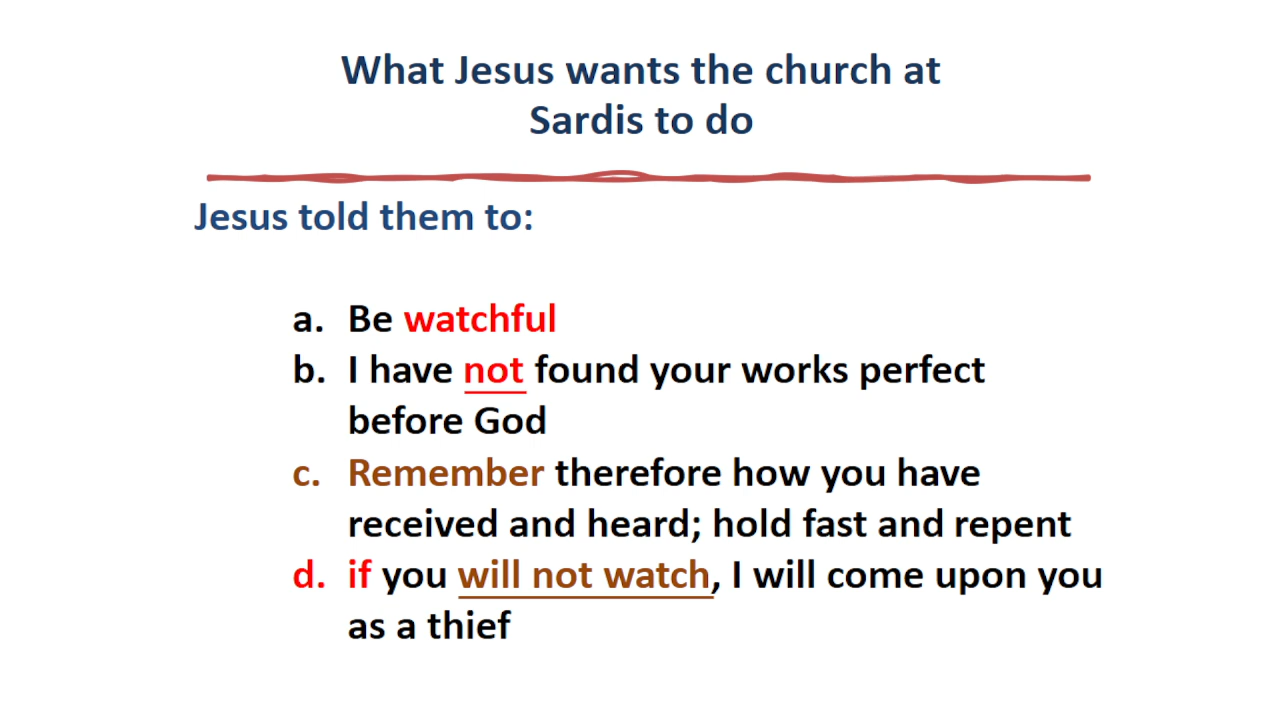 What Jesus wants the church at
Sardis to do
Jesus told them to:
a. Be watchful
b. I have not found your works perfect
before God
c. Remember therefore how you have
received and heard; hold fast and repent
d. if you will not watch, I will come upon you
as a thief